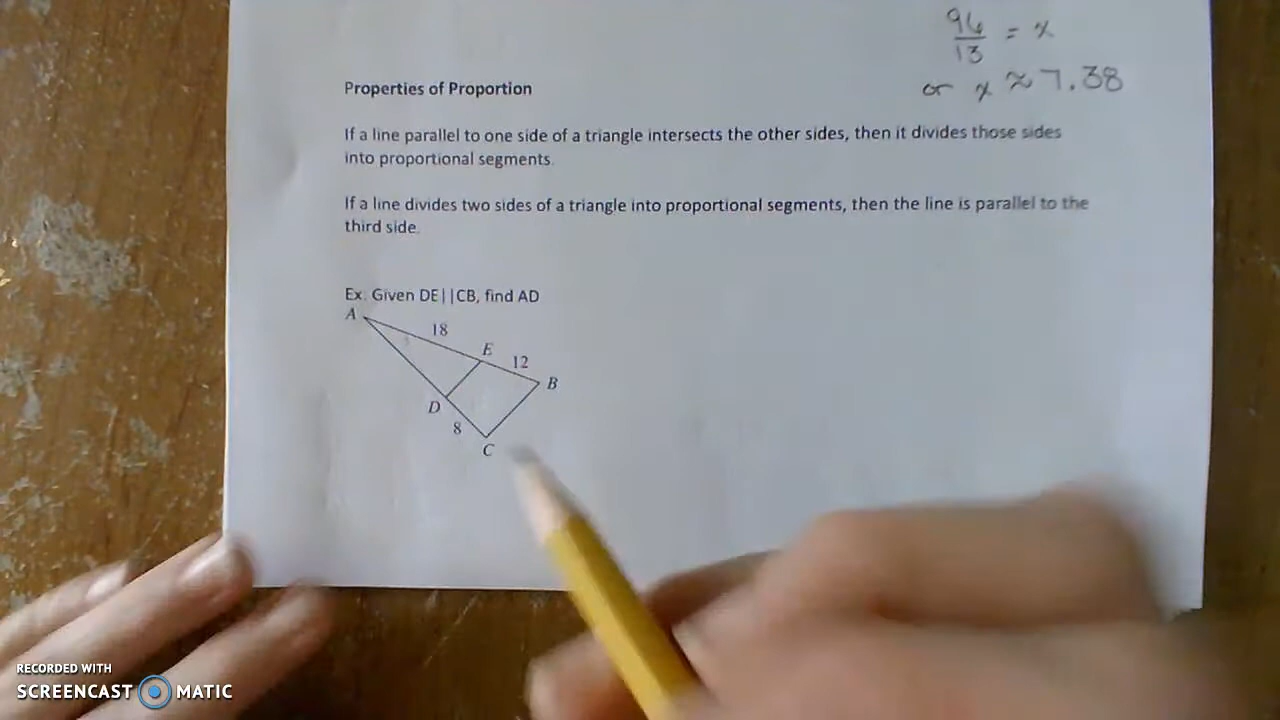 96
13
= x
or x ≈ 7.38
Properties of Proportion
If a line parallel to one side of a triangle intersects the other sides, then it divides those sides
into proportional segments.
If a line divides two sides of a triangle into proportional segments, then the line is parallel to the
third side.
Ex. Given DE||CB, find AD
A
18
E
12
B
D
8
C
RECORDED WITH
SCREENCAST MATIC